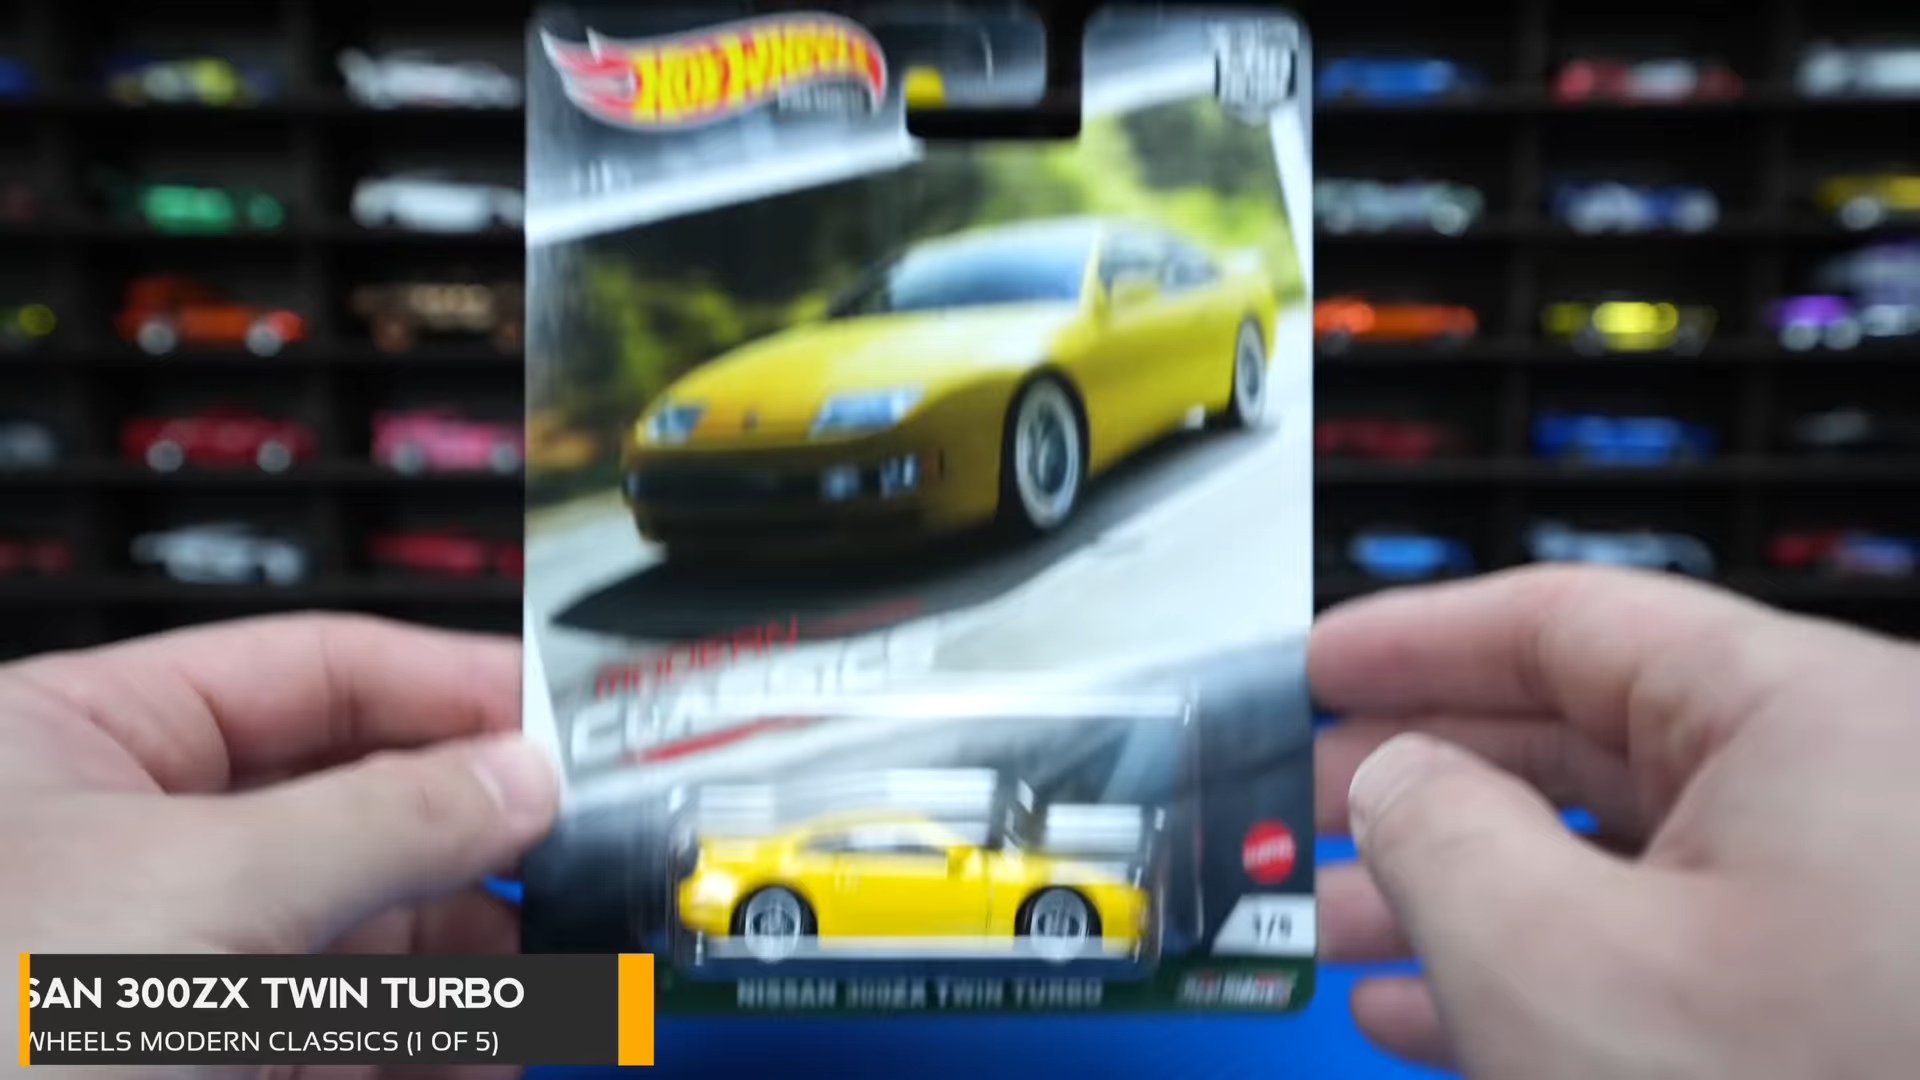 HOT WHEELS
MODERN
CLASSICS
1/5
NISSAN 300ZX TWIN TURBO
SAN 300ZX TWIN TURBO
WHEELS MODERN CLASSICS (1 OF 5)